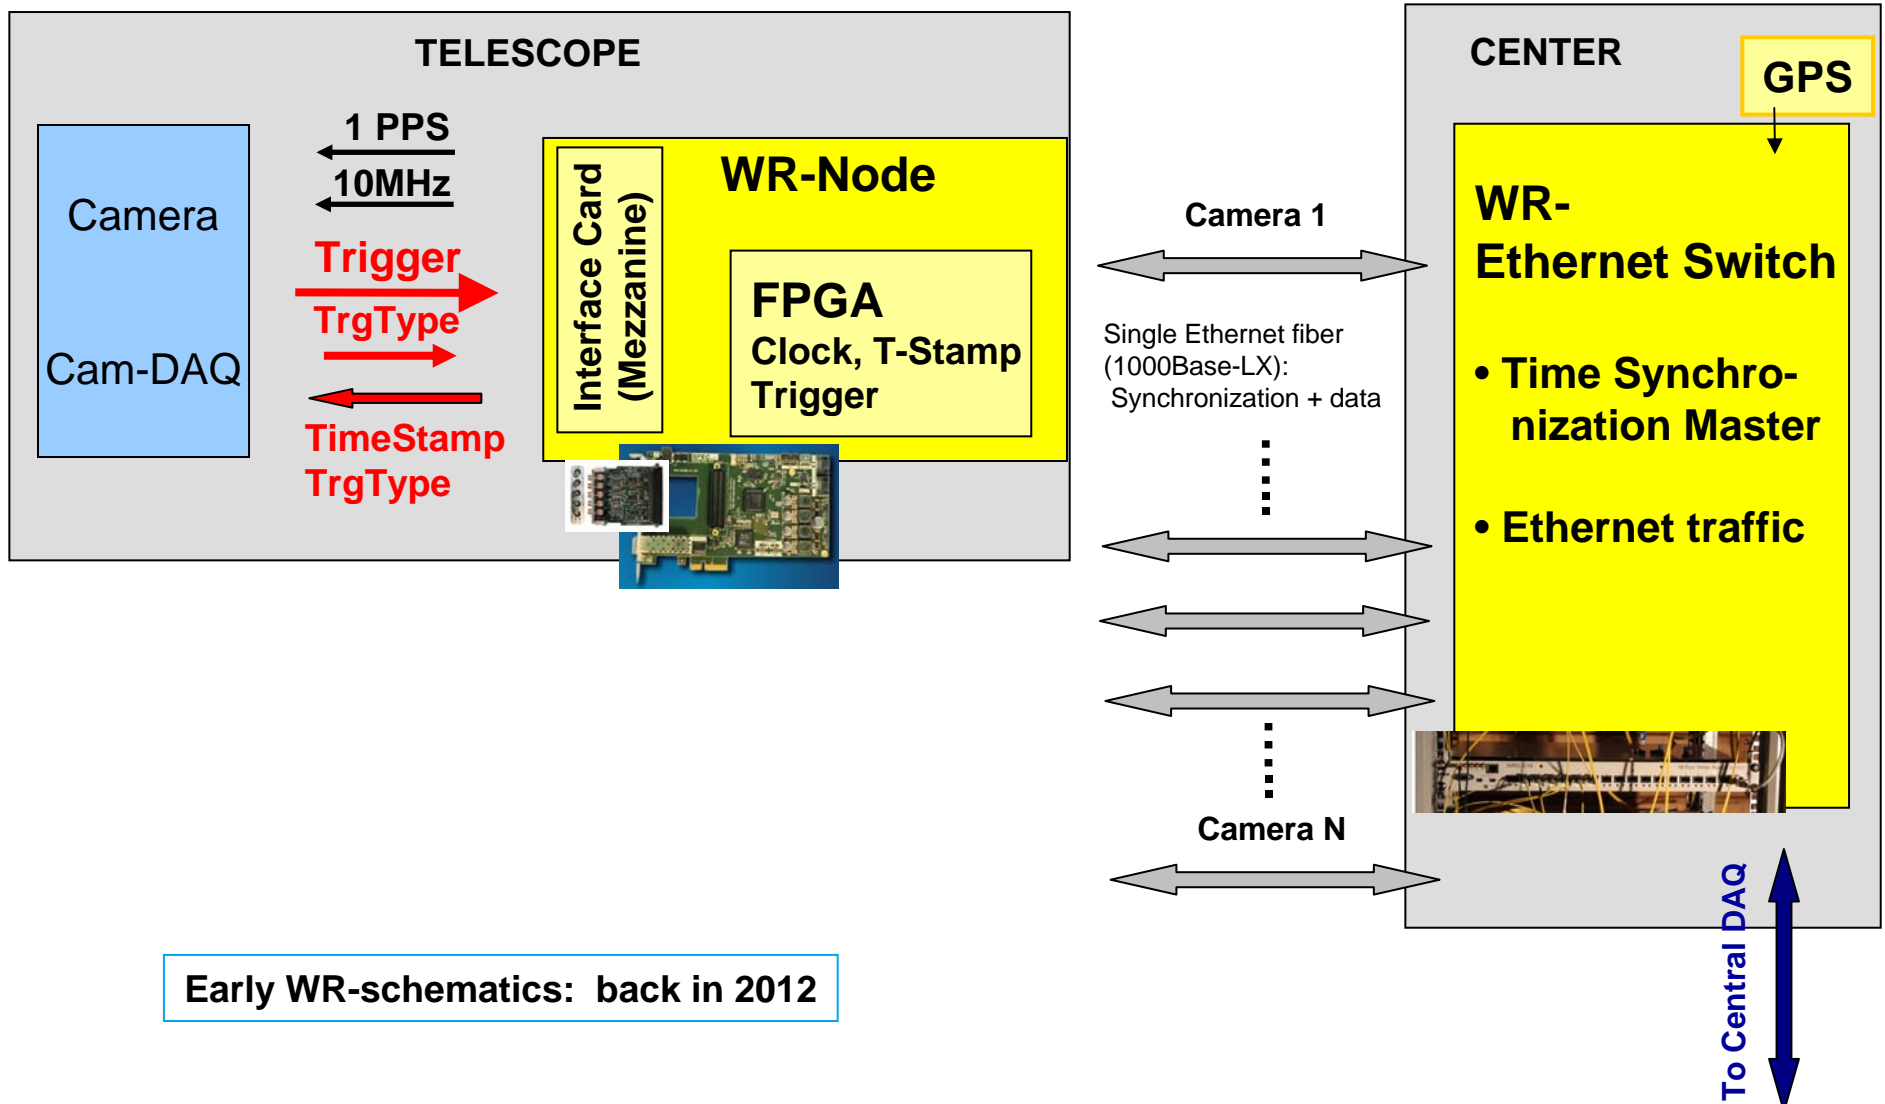 TELESCOPE
Camera
Cam-DAQ
1 PPS
10MHz
Trigger
TrgType
TimeStamp
TrgType
Interface Card
(Mezzanine)
WR-Node
FPGA
Clock, T-Stamp
Trigger
Camera 1
Single Ethernet fiber
(1000Base-LX):
Synchronization + data
Camera N
CENTER
GPS
WR-
Ethernet Switch
• Time Synchro-
nization Master
• Ethernet traffic
To Central DAQ
Early WR-schematics: back in 2012